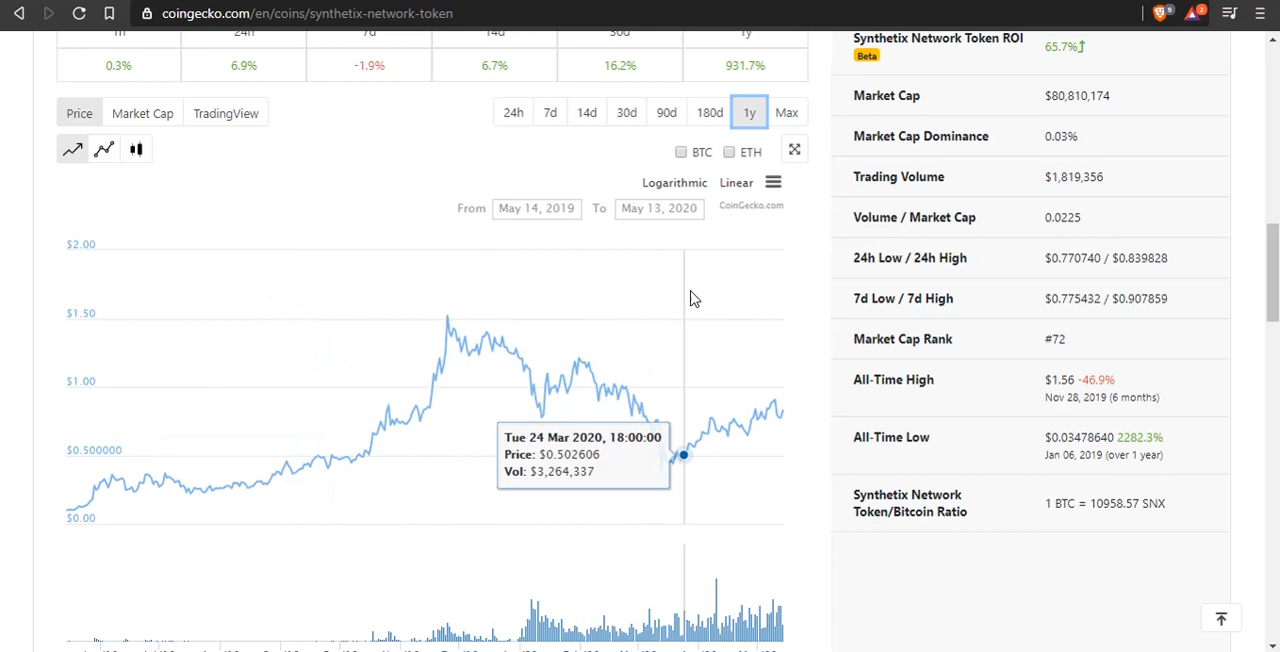 coingecko.com/en/coins/synthetix-network-token
9
2
24h 7d 14d 30d 1y
0.3% 6.9% -1.9% 6.7% 16.2% 931.7%
Price Market Cap TradingView
24h 7d 14d 30d 90d 180d 1y Max
BTC ETH
Logarithmic Linear
From May 14, 2019 To May 13, 2020 CoinGecko.com
$2.00
$1.50
$1.00
$0.500000
$0.00
Tue 24 Mar 2020, 18:00:00
Price: $0.502606
Vol: $3,264,337
Synthetix Network Token ROI
Beta
65.7%
Market Cap $80,810,174
Market Cap Dominance 0.03%
Trading Volume $1,819,356
Volume / Market Cap 0.0225
24h Low / 24h High $0.770740 / $0.839828
7d Low / 7d High $0.775432 / $0.907859
Market Cap Rank #72
All-Time High $1.56 -46.9%
Nov 28, 2019 (6 months)
All-Time Low $0.03478640 2282.3%
Jan 06, 2019 (over 1 year)
Synthetix Network
Token/Bitcoin Ratio
1 BTC = 10958.57 SNX